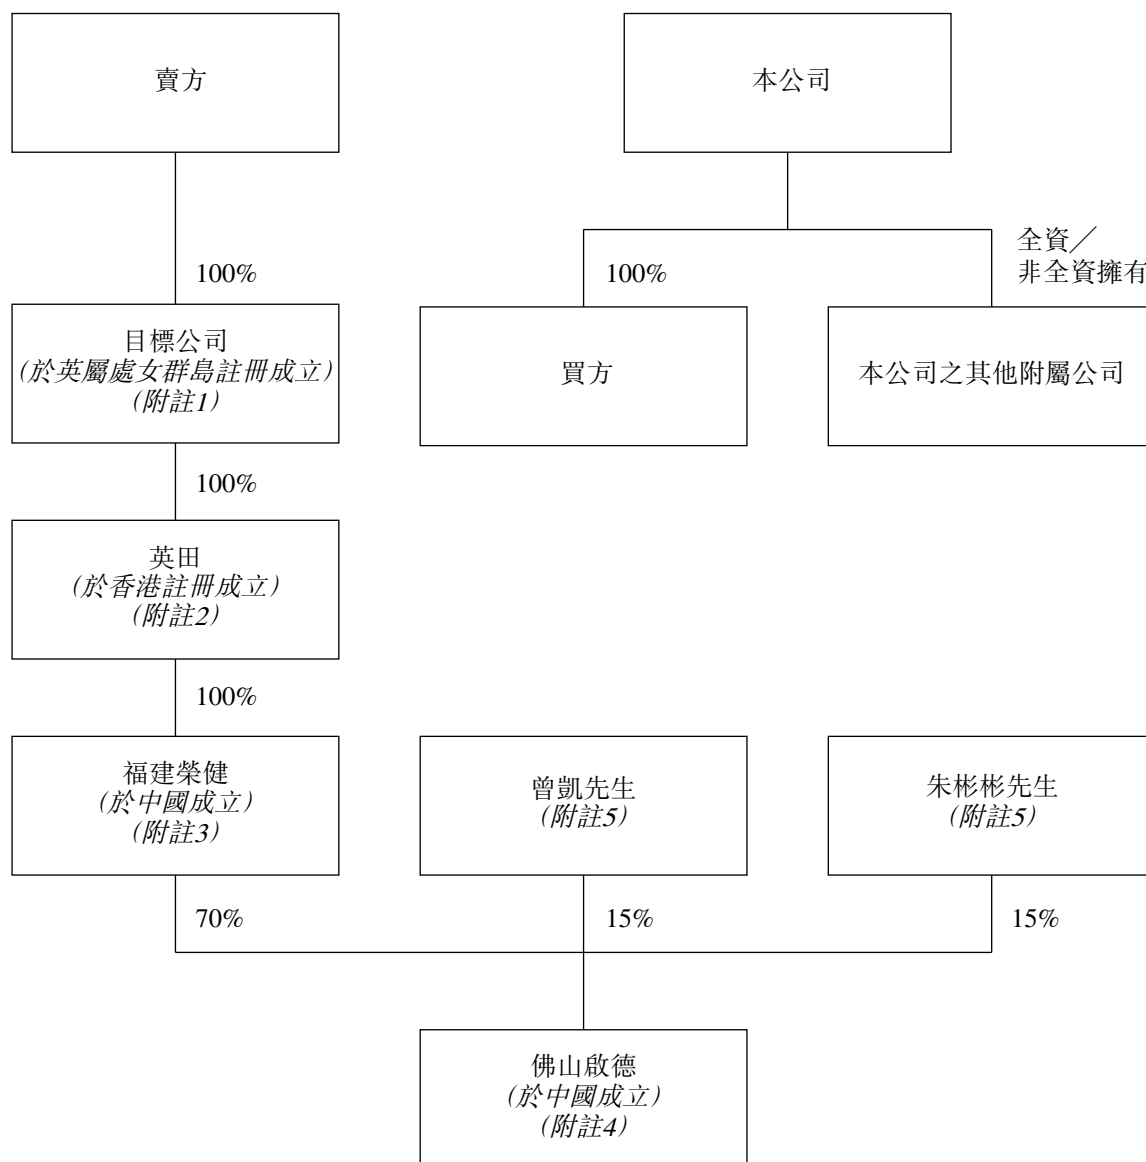 賣方
本公司
100%
100%
全資／
非全資擁有
目標公司
(於英屬處女群島註冊成立)
(附註1)
買方
本公司之其他附屬公司
100%
英田
(於香港註冊成立)
(附註2)
100%
福建榮健
(於中國成立)
(附註3)
曾凱先生
(附註5)
朱彬彬先生
(附註5)
70%
15%
15%
佛山啟德
(於中國成立)
(附註4)